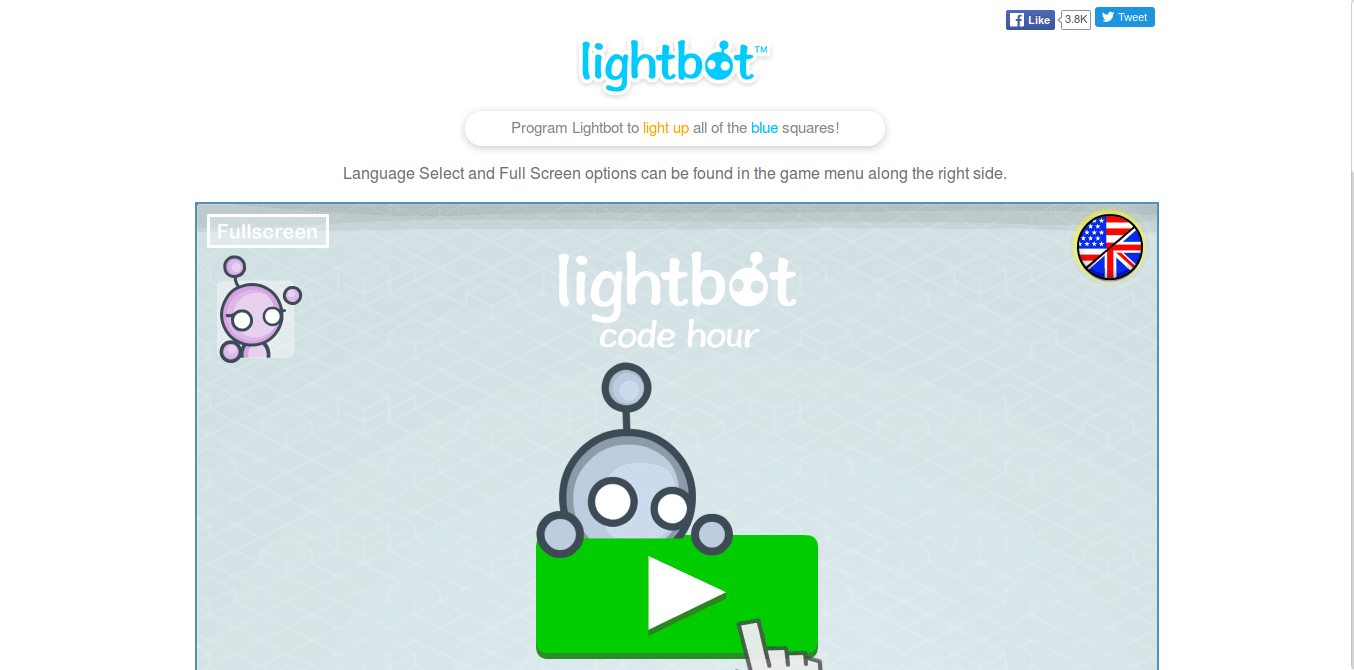 Like 3.8K Tweet
lightbot™
Program Lightbot to light up all of the blue squares!
Language Select and Full Screen options can be found in the game menu along the right side.
Fullscreen
lightbot
code hour